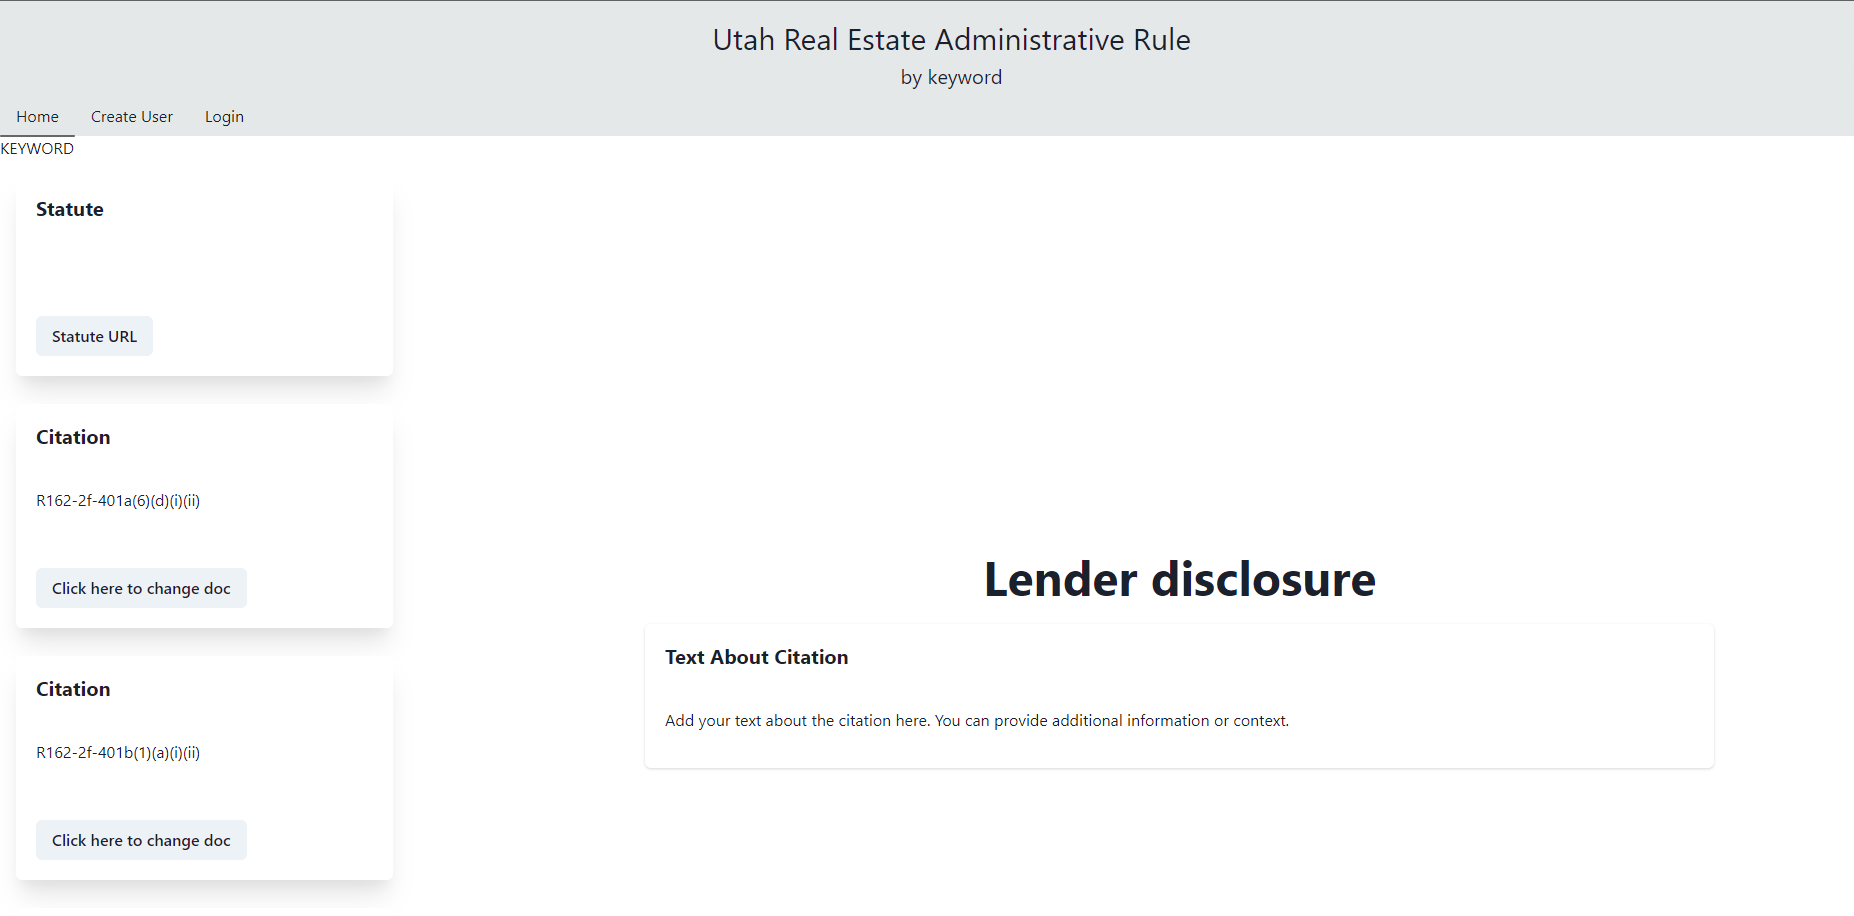 Utah Real Estate Administrative Rule
by keyword
Home
Create User
Login
KEYWORD
Statute
Statute URL
Citation
R162-2f-401a(6)(d)(i)(ii)
Click here to change doc
Citation
R162-2f-401b(1)(a)(i)(ii)
Click here to change doc
Lender disclosure
Text About Citation
Add your text about the citation here. You can provide additional information or context.